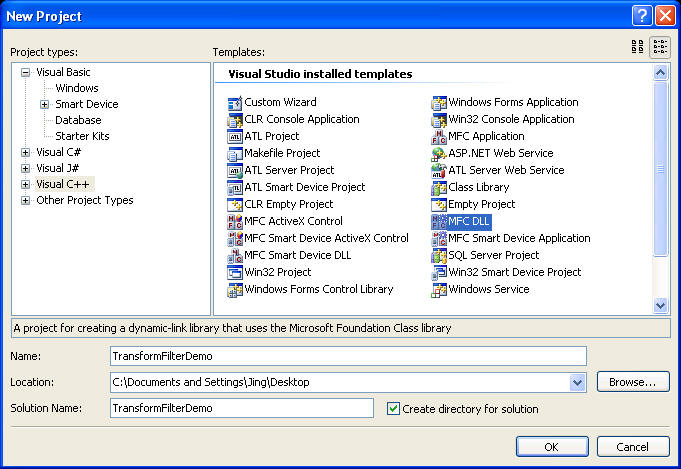 New Project
Project types:
Templates:
Visual Basic
Windows
Smart Device
Database
Starter Kits
Visual C#
Visual J#
Visual C++
Other Project Types
Visual Studio installed templates
Custom Wizard
Windows Forms Application
CLR Console Application
Win32 Console Application
ATL Project
MFC Application
Makefile Project
ASP.NET Web Service
ATL Server Project
ATL Server Web Service
ATL Smart Device Project
Class Library
CLR Empty Project
Empty Project
MFC ActiveX Control
MFC DLL
MFC Smart Device ActiveX Control
MFC Smart Device Application
MFC Smart Device DLL
SQL Server Project
Win32 Project
Win32 Smart Device Project
Windows Forms Control Library
Windows Service
A project for creating a dynamic-link library that uses the Microsoft Foundation Class library
Name:
TransformFilterDemo
Location:
C:\Documents and Settings\Jing\Desktop
Browse...
Solution Name:
TransformFilterDemo
Create directory for solution
OK
Cancel